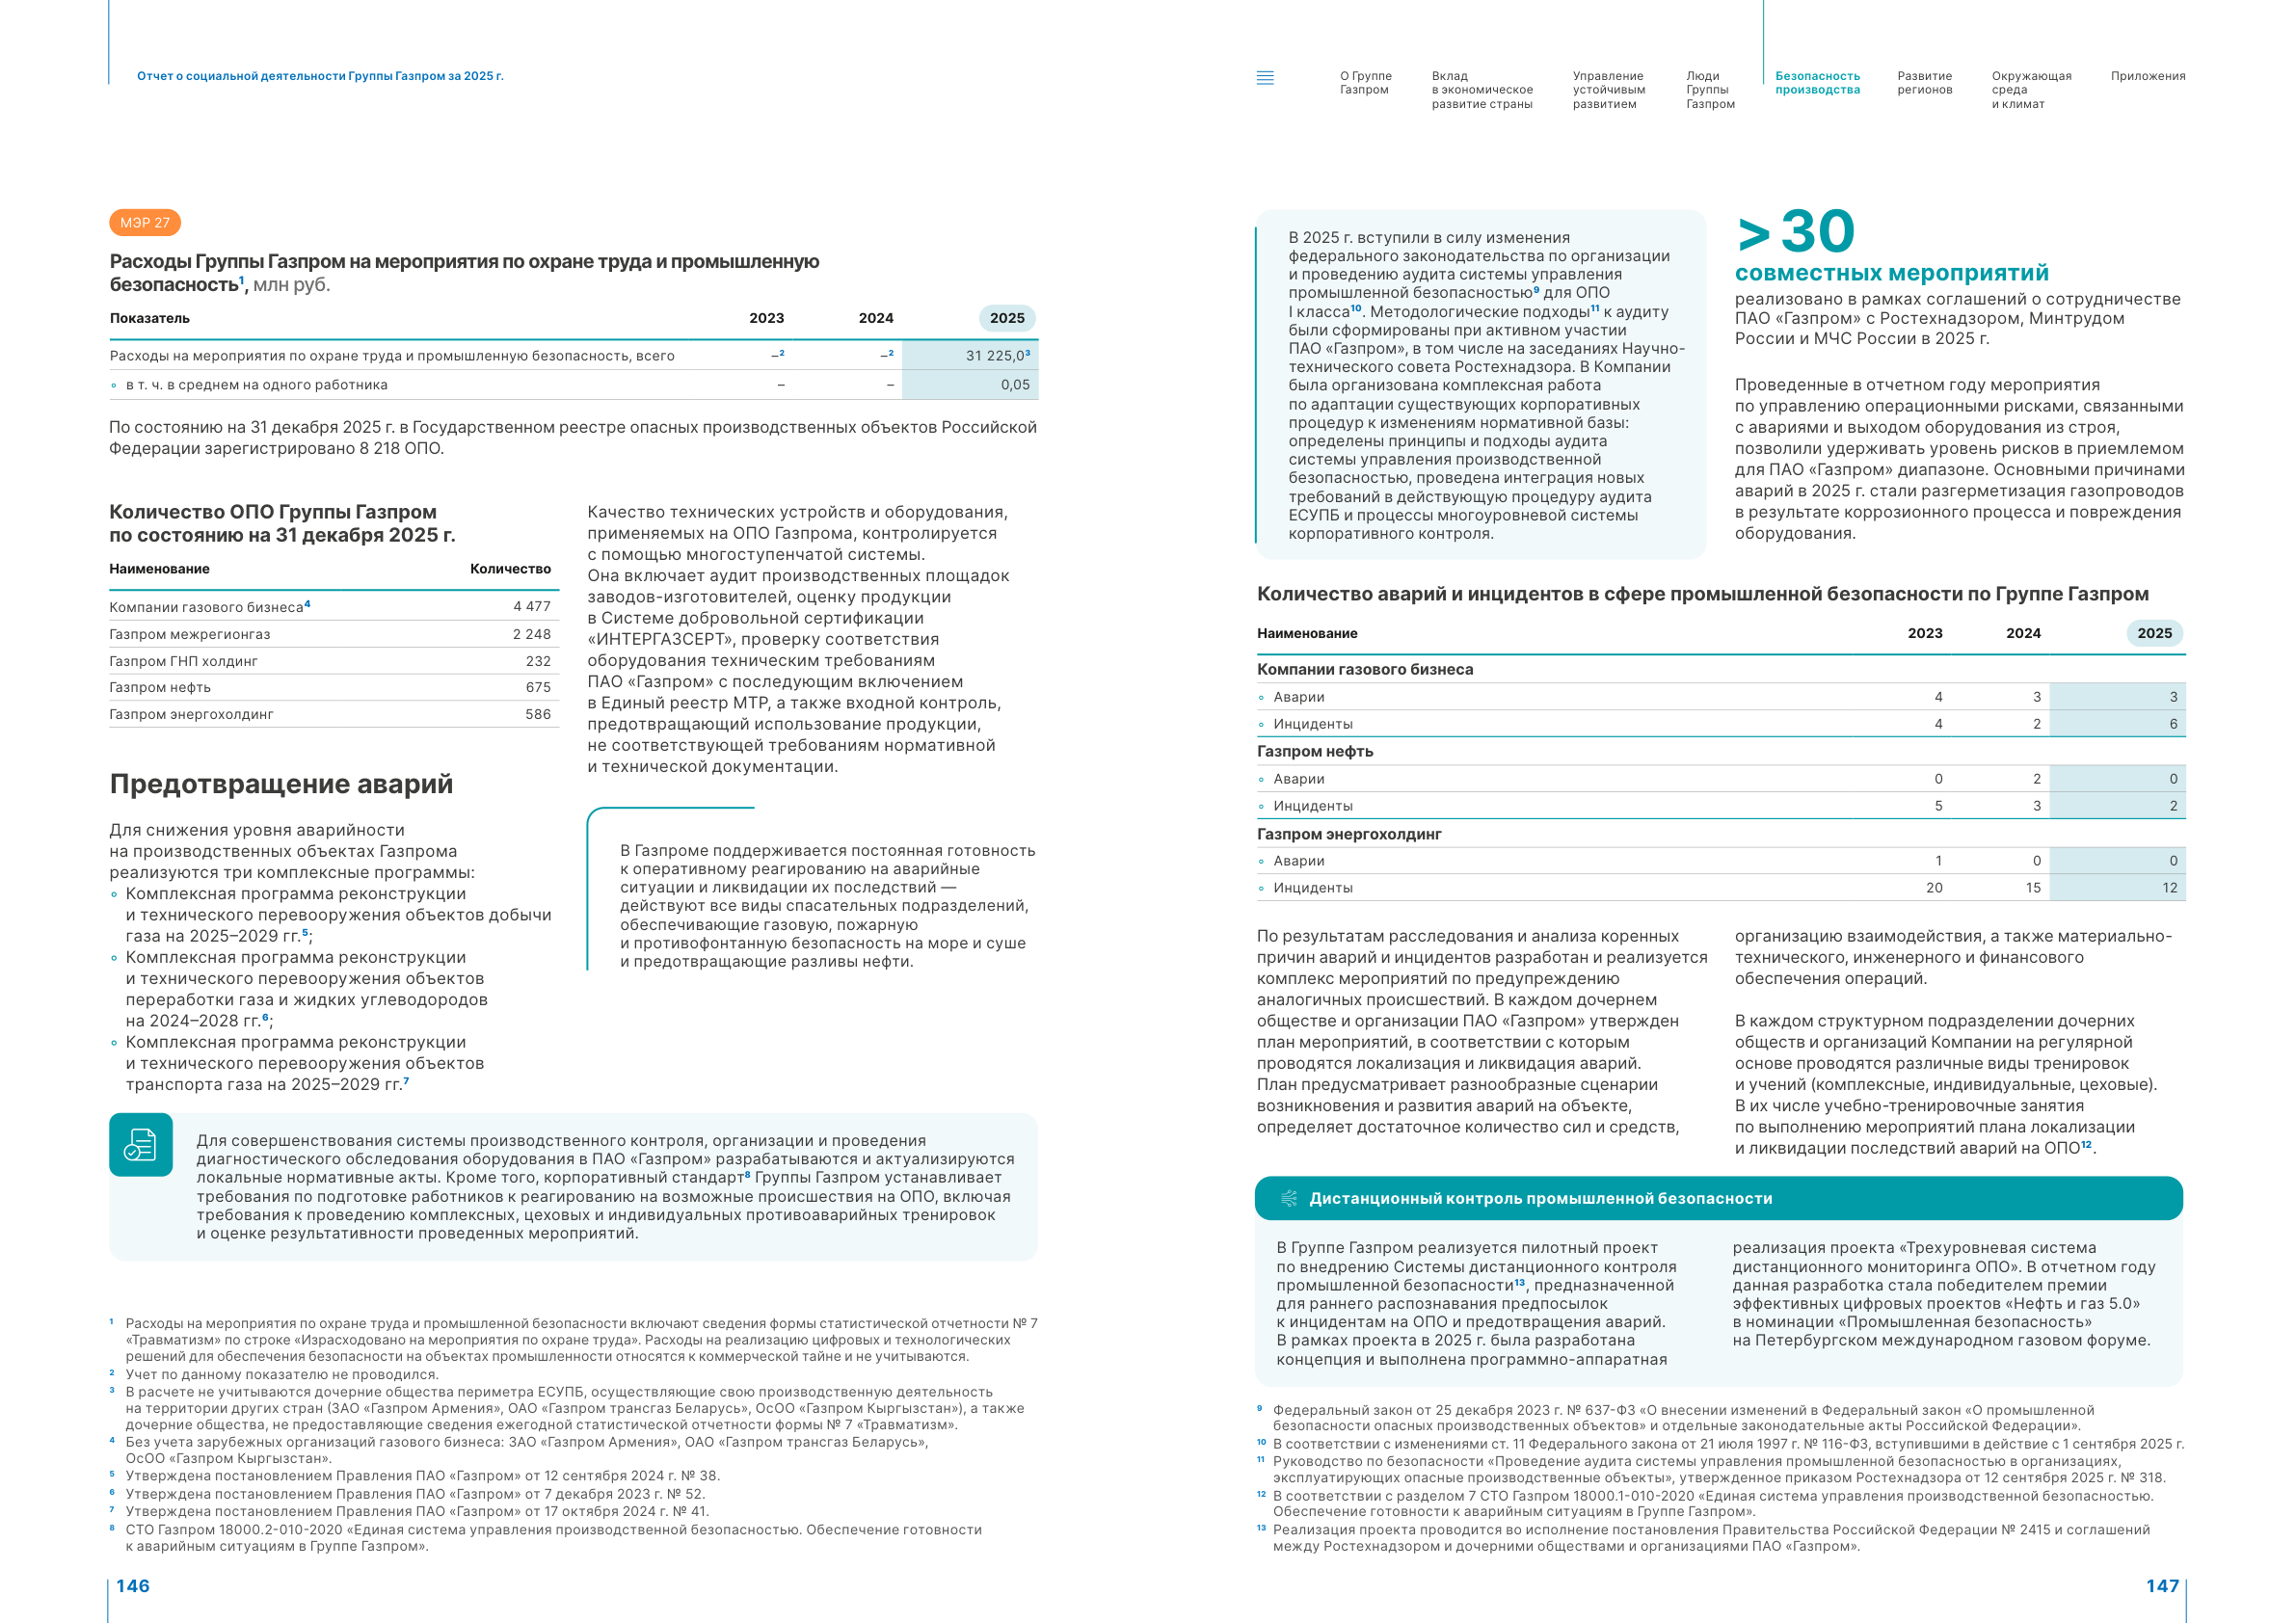 Отчет о социальной деятельности Группы Газпром за 2025 г.
МЭР 27
Расходы Группы Газпром на мероприятия по охране труда и промышленную
безопасность¹, млн руб.
Показатель 2023 2024 2025
Расходы на мероприятия по охране труда и промышленную безопасность, всего –² –² 31 225,0³
в т. ч. в среднем на одного работника – – 0,05
По состоянию на 31 декабря 2025 г. в Государственном реестре опасных производственных объектов Российской
Федерации зарегистрировано 8 218 ОПО.
Количество ОПО Группы Газпром
по состоянию на 31 декабря 2025 г.
Наименование Количество
Компании газового бизнеса⁴ 4 477
Газпром межрегионгаз 2 248
Газпром ГНП холдинг 232
Газпром нефть 675
Газпром энергохолдинг 586
Предотвращение аварий
Для снижения уровня аварийности
на производственных объектах Газпрома
реализуются три комплексные программы:
Комплексная программа реконструкции
и технического перевооружения объектов добычи
газа на 2025–2029 гг.⁵;
Комплексная программа реконструкции
и технического перевооружения объектов
переработки газа и жидких углеводородов
на 2024–2028 гг.⁶;
Комплексная программа реконструкции
и технического перевооружения объектов
транспорта газа на 2025–2029 гг.⁷
Качество технических устройств и оборудования,
применяемых на ОПО Газпрома, контролируется
с помощью многоступенчатой системы.
Она включает аудит производственных площадок
заводов-изготовителей, оценку продукции
в Системе добровольной сертификации
«ИНТЕРГАЗСЕРТ», проверку соответствия
оборудования техническим требованиям
ПАО «Газпром» с последующим включением
в Единый реестр МТР, а также входной контроль,
предотвращающий использование продукции,
не соответствующей требованиям нормативной
и технической документации.
В Газпроме поддерживается постоянная готовность
к оперативному реагированию на аварийные
ситуации и ликвидации их последствий —
действуют все виды спасательных подразделений,
обеспечивающие газовую, пожарную
и противофонтанную безопасность на море и суше
и предотвращающие разливы нефти.
Для совершенствования системы производственного контроля, организации и проведения
диагностического обследования оборудования в ПАО «Газпром» разрабатываются и актуализируются
локальные нормативные акты. Кроме того, корпоративный стандарт⁸ Группы Газпром устанавливает
требования по подготовке работников к реагированию на возможные происшествия на ОПО, включая
требования к проведению комплексных, цеховых и индивидуальных противоаварийных тренировок
и оценке результативности проведенных мероприятий.
¹ Расходы на мероприятия по охране труда и промышленной безопасности включают сведения формы статистической отчетности № 7
«Травматизм» по строке «Израсходовано на мероприятия по охране труда». Расходы на реализацию цифровых и технологических
решений для обеспечения безопасности на объектах промышленности относятся к коммерческой тайне и не учитываются.
² Учет по данному показателю не проводился.
³ В расчете не учитываются дочерние общества периметра ЕСУПБ, осуществляющие свою производственную деятельность
на территории других стран (ЗАО «Газпром Армения», ОАО «Газпром трансгаз Беларусь», ОсОО «Газпром Кыргызстан»), а также
дочерние общества, не предоставляющие сведения ежегодной статистической отчетности формы № 7 «Травматизм».
⁴ Без учета зарубежных организаций газового бизнеса: ЗАО «Газпром Армения», ОАО «Газпром трансгаз Беларусь»,
ОсОО «Газпром Кыргызстан».
⁵ Утверждена постановлением Правления ПАО «Газпром» от 12 сентября 2024 г. № 38.
⁶ Утверждена постановлением Правления ПАО «Газпром» от 7 декабря 2023 г. № 52.
⁷ Утверждена постановлением Правления ПАО «Газпром» от 17 октября 2024 г. № 41.
⁸ СТО Газпром 18000.2-010-2020 «Единая система управления производственной безопасностью. Обеспечение готовности
к аварийным ситуациям в Группе Газпром».
146
О Группе
Газпром
Вклад
в экономическое
развитие страны
Управление
устойчивым
развитием
Люди
Группы
Газпром
Безопасность
производства
Развитие
регионов
Окружающая
среда
и климат
Приложения
В 2025 г. вступили в силу изменения
федерального законодательства по организации
и проведению аудита системы управления
промышленной безопасностью⁹ для ОПО
I класса¹⁰. Методологические подходы¹¹ к аудиту
были сформированы при активном участии
ПАО «Газпром», в том числе на заседаниях Научно-
технического совета Ростехнадзора. В Компании
была организована комплексная работа
по адаптации существующих корпоративных
процедур к изменениям нормативной базы:
определены принципы и подходы аудита
системы управления производственной
безопасностью, проведена интеграция новых
требований в действующую процедуру аудита
ЕСУПБ и процессы многоуровневой системы
корпоративного контроля.
> 30
совместных мероприятий
реализовано в рамках соглашений о сотрудничестве
ПАО «Газпром» с Ростехнадзором, Минтрудом
России и МЧС России в 2025 г.
Проведенные в отчетном году мероприятия
по управлению операционными рисками, связанными
с авариями и выходом оборудования из строя,
позволили удерживать уровень рисков в приемлемом
для ПАО «Газпром» диапазоне. Основными причинами
аварий в 2025 г. стали разгерметизация газопроводов
в результате коррозионного процесса и повреждения
оборудования.
Количество аварий и инцидентов в сфере промышленной безопасности по Группе Газпром
Наименование 2023 2024 2025
Компании газового бизнеса
Аварии 4 3 3
Инциденты 4 2 6
Газпром нефть
Аварии 0 2 0
Инциденты 5 3 2
Газпром энергохолдинг
Аварии 1 0 0
Инциденты 20 15 12
По результатам расследования и анализа коренных
причин аварий и инцидентов разработан и реализуется
комплекс мероприятий по предупреждению
аналогичных происшествий. В каждом дочернем
обществе и организации ПАО «Газпром» утвержден
план мероприятий, в соответствии с которым
проводятся локализация и ликвидация аварий.
План предусматривает разнообразные сценарии
возникновения и развития аварий на объекте,
определяет достаточное количество сил и средств,
организацию взаимодействия, а также материально-
технического, инженерного и финансового
обеспечения операций.
В каждом структурном подразделении дочерних
обществ и организаций Компании на регулярной
основе проводятся различные виды тренировок
и учений (комплексные, индивидуальные, цеховые).
В их числе учебно-тренировочные занятия
по выполнению мероприятий плана локализации
и ликвидации последствий аварий на ОПО¹².
Дистанционный контроль промышленной безопасности
В Группе Газпром реализуется пилотный проект
по внедрению Системы дистанционного контроля
промышленной безопасности¹³, предназначенной
для раннего распознавания предпосылок
к инцидентам на ОПО и предотвращения аварий.
В рамках проекта в 2025 г. была разработана
концепция и выполнена программно-аппаратная
реализация проекта «Трехуровневая система
дистанционного мониторинга ОПО». В отчетном году
данная разработка стала победителем премии
эффективных цифровых проектов «Нефть и газ 5.0»
в номинации «Промышленная безопасность»
на Петербургском международном газовом форуме.
⁹ Федеральный закон от 25 декабря 2023 г. № 637-ФЗ «О внесении изменений в Федеральный закон «О промышленной
безопасности опасных производственных объектов» и отдельные законодательные акты Российской Федерации».
¹⁰ В соответствии с изменениями ст. 11 Федерального закона от 21 июля 1997 г. № 116-ФЗ, вступившими в действие с 1 сентября 2025 г.
¹¹ Руководство по безопасности «Проведение аудита системы управления промышленной безопасностью в организациях,
эксплуатирующих опасные производственные объекты», утвержденное приказом Ростехнадзора от 12 сентября 2025 г. № 318.
¹² В соответствии с разделом 7 СТО Газпром 18000.1-010-2020 «Единая система управления производственной безопасностью.
Обеспечение готовности к аварийным ситуациям в Группе Газпром».
¹³ Реализация проекта проводится во исполнение постановления Правительства Российской Федерации № 2415 и соглашений
между Ростехнадзором и дочерними обществами и организациями ПАО «Газпром».
147